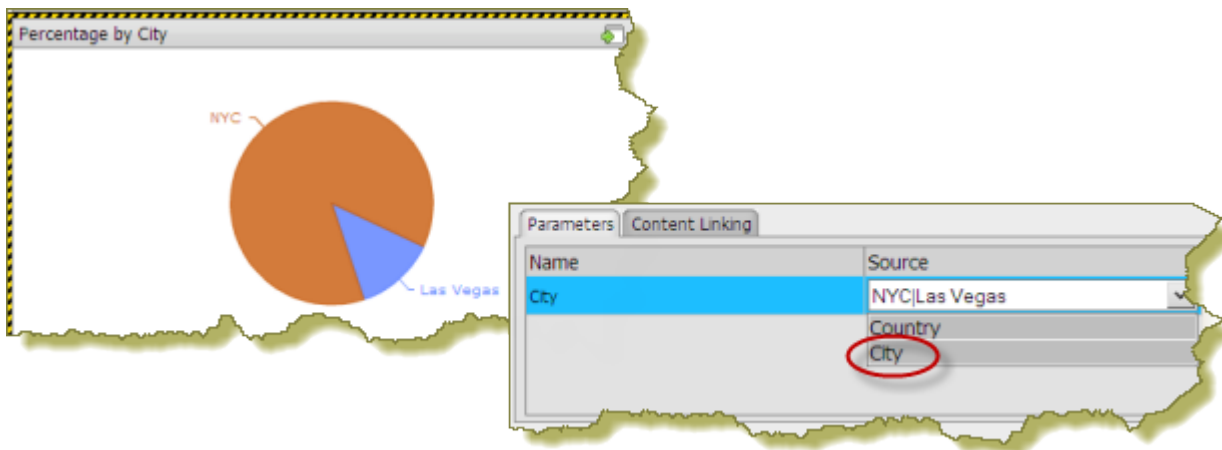 Percentage by City
NYC
Las Vegas
Parameters Content Linking
Name Source
City NYC|Las Vegas
Country
City